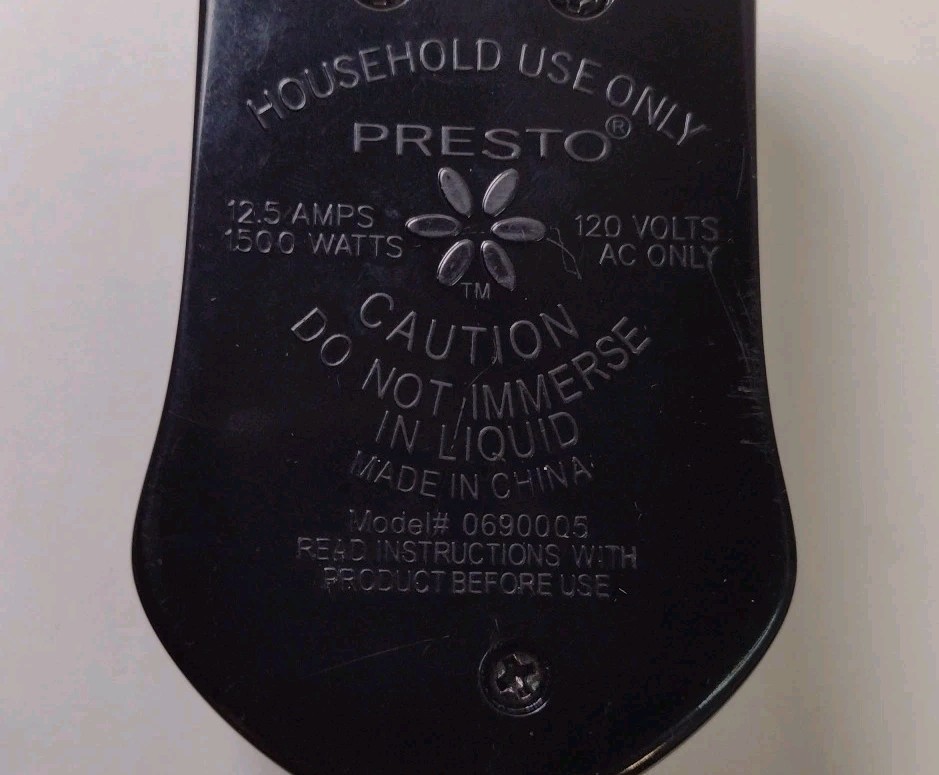 HOUSEHOLD USE ONLY
PRESTO®
12.5 AMPS
1500 WATTS
120 VOLTS
AC ONLY
TM
CAUTION
DO NOT IMMERSE
IN LIQUID
MADE IN CHINA
Model# 0690005
READ INSTRUCTIONS WITH
PRODUCT BEFORE USE